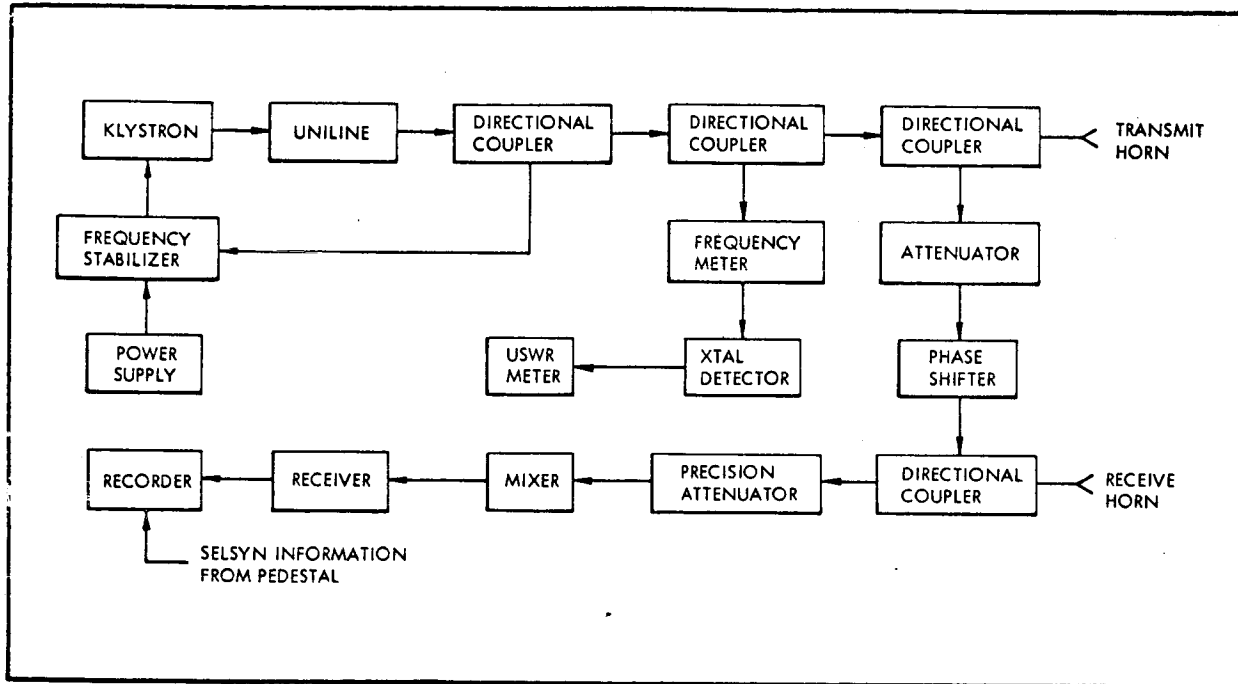 KLYSTRON
UNILINE
DIRECTIONAL
COUPLER
DIRECTIONAL
COUPLER
DIRECTIONAL
COUPLER
TRANSMIT
HORN
FREQUENCY
STABILIZER
FREQUENCY
METER
ATTENUATOR
POWER
SUPPLY
USWR
METER
XTAL
DETECTOR
PHASE
SHIFTER
RECORDER
RECEIVER
MIXER
PRECISION
ATTENUATOR
DIRECTIONAL
COUPLER
RECEIVE
HORN
SELSYN INFORMATION
FROM PEDESTAL